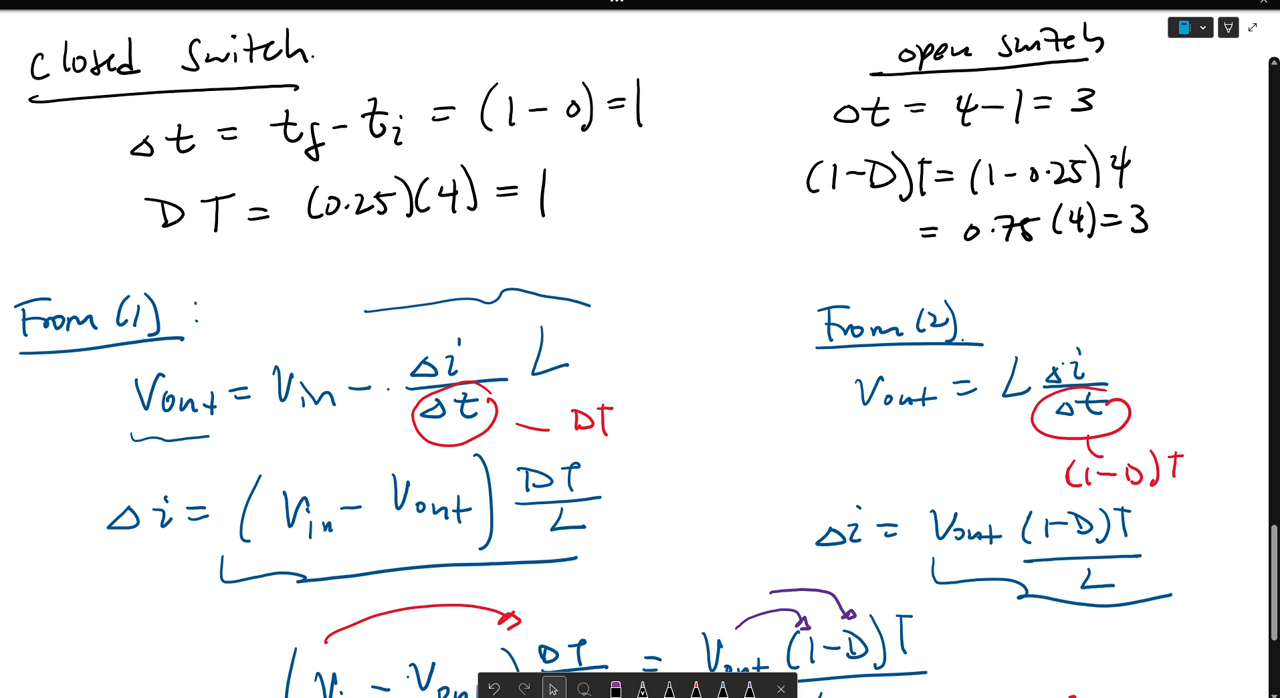 Closed switch.
Δt = tf - ti = (1 - 0) = 1
DT = (0.25)(4) = 1
open switch
Δt = 4 - 1 = 3
(1-D)T = (1 - 0.25)4
= 0.75(4) = 3
From (1) :
Vout = Vin - Δi/Δt L
DT
Δi = (Vin - Vout) DT/L
From (2)
Vout = L Δi/Δt
(1-D)T
Δi = Vout (1-D)T/L
DT = Vout (1-D)T